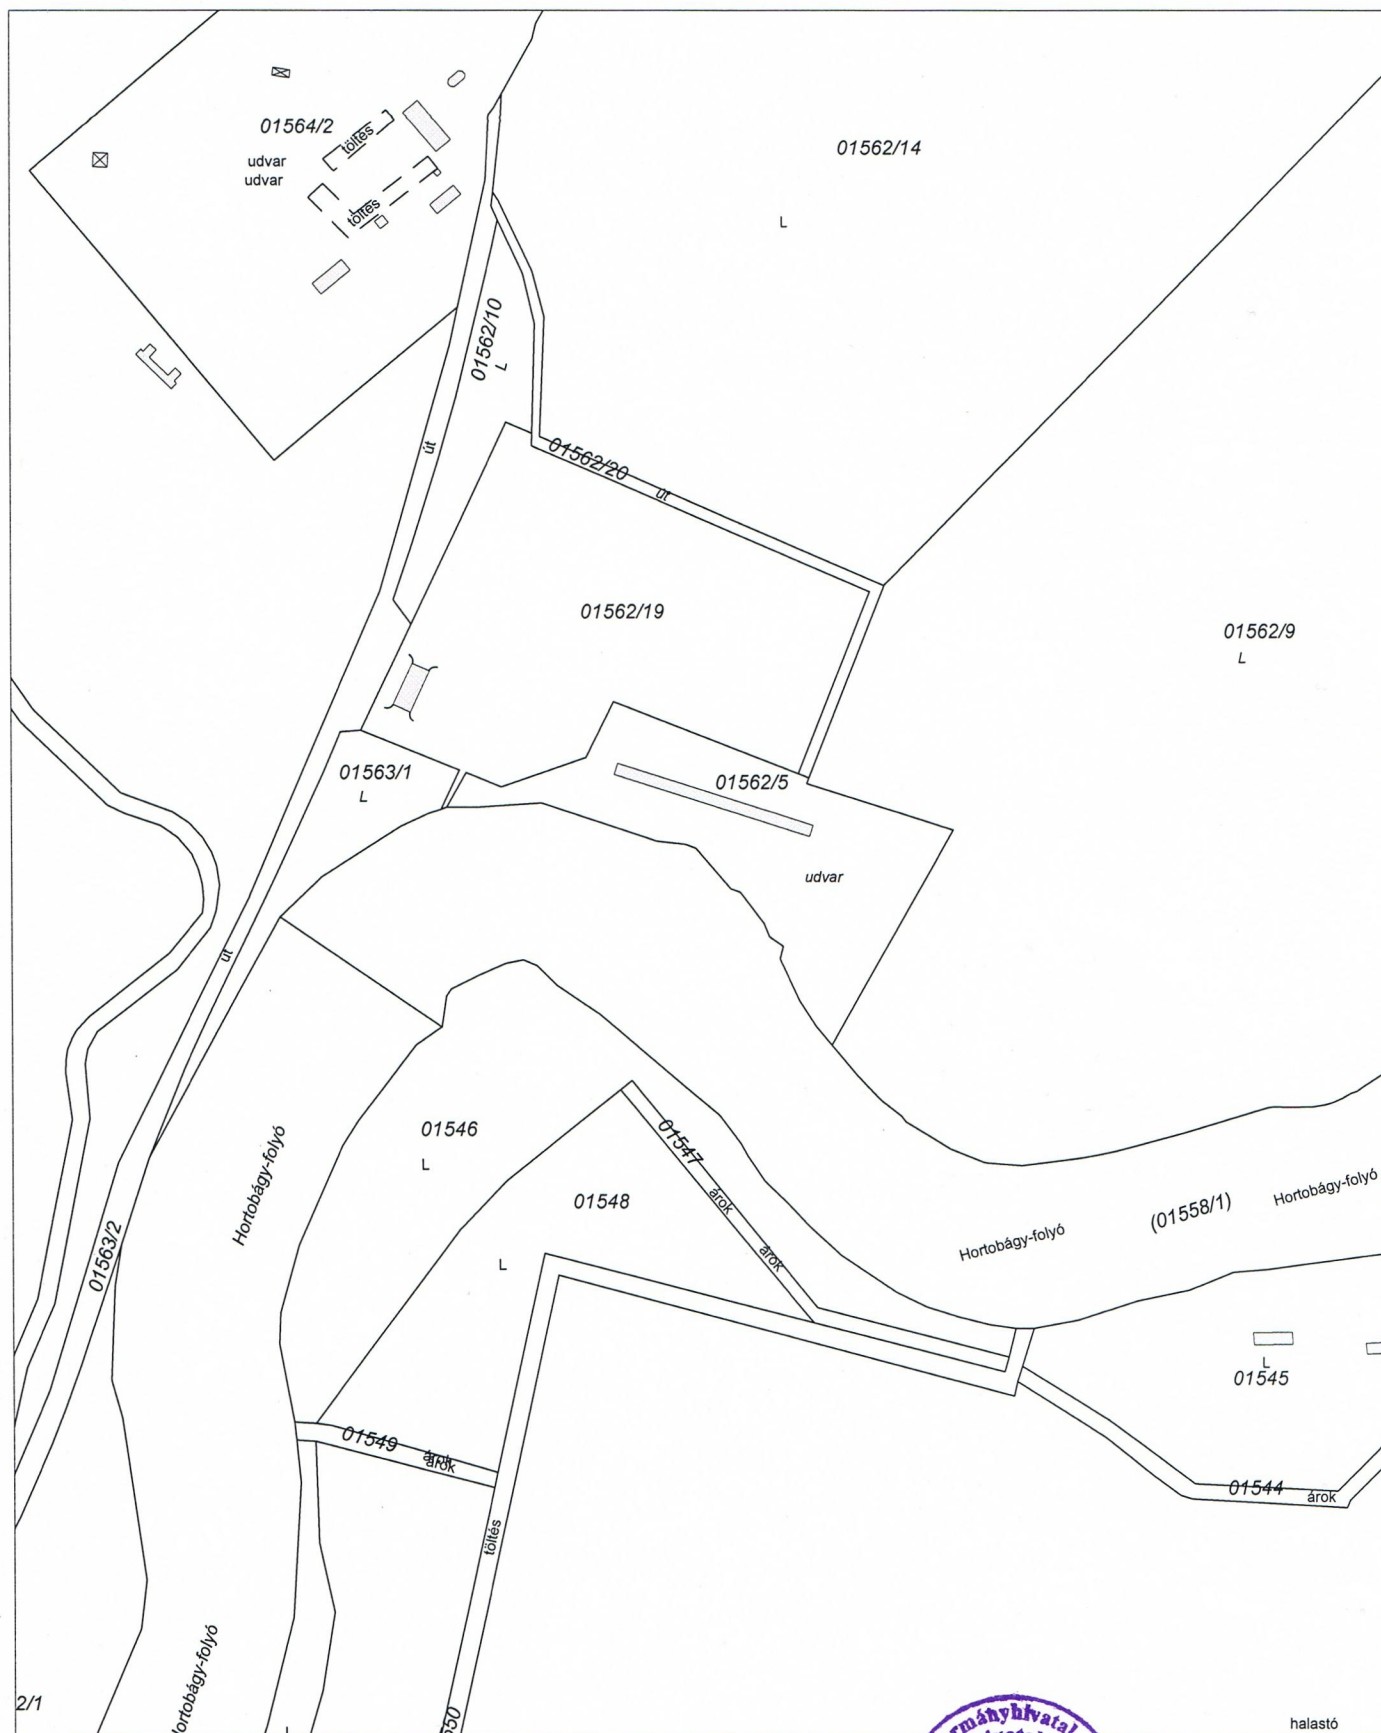 01564/2
udvar
udvar
töltés
töltés
01562/14
L
01562/10
L
út
01562/20
út
01562/19
01562/9
L
01563/1
L
01562/5
udvar
út
01546
L
01547
árok
árok
Hortobágy-folyó
01548
L
(01558/1)
Hortobágy-folyó
Hortobágy-folyó
01563/2
L
01545
01549
árok
árok
01544
árok
töltés
Hortobágy-folyó
2/1
halastó